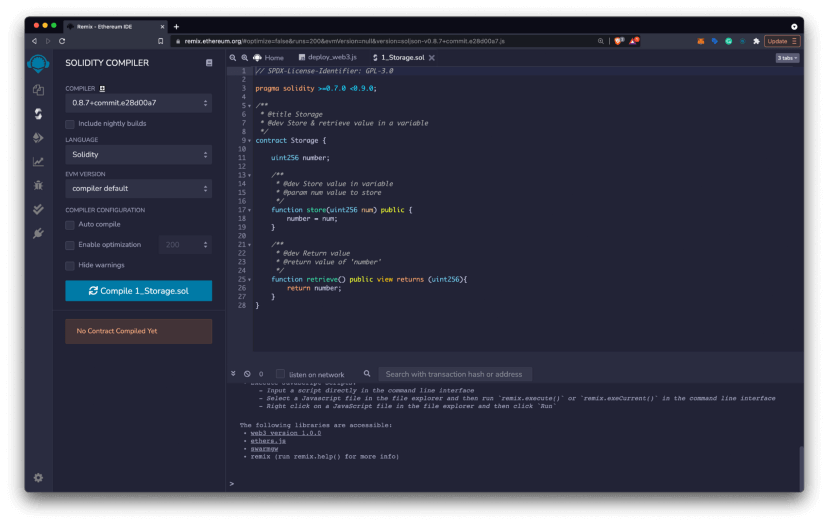 Remix - Ethereum IDE
remix.ethereum.org/#optimize=false&runs=200&evmVersion=null&version=soljson-v0.8.7+commit.e28d00a7.js
Update
SOLIDITY COMPILER
Home
deploy_web3.js
1_Storage.sol
3 tabs
COMPILER
0.8.7+commit.e28d00a7
Include nightly builds
LANGUAGE
Solidity
EVM VERSION
compiler default
COMPILER CONFIGURATION
Auto compile
Enable optimization
200
Hide warnings
Compile 1_Storage.sol
No Contract Compiled Yet
1 // SPDX-License-Identifier: GPL-3.0
2
3 pragma solidity >=0.7.0 <0.9.0;
4
5 /**
6 * @title Storage
7 * @dev Store & retrieve value in a variable
8 */
9 contract Storage {
10
11 uint256 number;
12
13 /**
14 * @dev Store value in variable
15 * @param num value to store
16 */
17 function store(uint256 num) public {
18 number = num;
19 }
20
21 /**
22 * @dev Return value
23 * @return value of 'number'
24 */
25 function retrieve() public view returns (uint256){
26 return number;
27 }
28 }
0
listen on network
Search with transaction hash or address
• Execute JavaScript scripts:
- Input a script directly in the command line interface
- Select a Javascript file in the file explorer and then run `remix.execute()` or `remix.exeCurrent()` in the command line interface
- Right click on a JavaScript file in the file explorer and then click `Run`
The following libraries are accessible:
• web3 version 1.0.0
• ethers.js
• swarmgw
• remix (run remix.help() for more info)
>